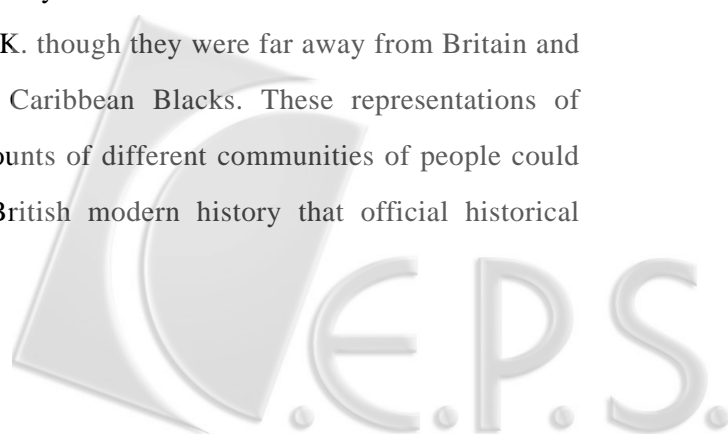 K. though they were far away from Britain and
Caribbean Blacks. These representations of
ounts of different communities of people could
British modern history that official historical
C.E.P.S.